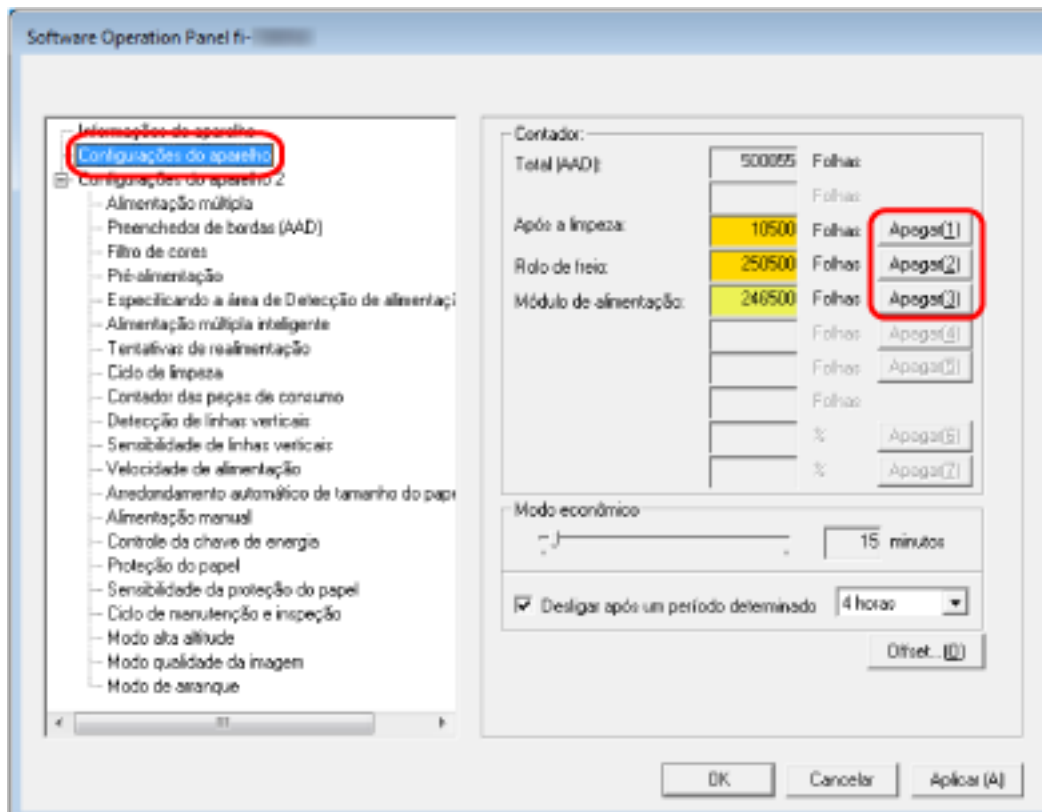 Software Operation Panel fi-
Informações do aparelho
Configurações do aparelho
Configurações do aparelho 2
Alimentação múltipla
Preenchedor de bordas (AAD)
Filtro de cores
Pré-alimentação
Especificando a área de Detecção de alimentaçi
Alimentação múltipla inteligente
Tentativas de realimentação
Ciclo de limpeza
Contador das peças de consumo
Detecção de linhas verticais
Sensibilidade de linhas verticais
Velocidade de alimentação
Arredondamento automático de tamanho do pape
Alimentação manual
Controle da chave de energia
Proteção do papel
Sensibilidade da proteção do papel
Ciclo de manutenção e inspeção
Modo alta altitude
Modo qualidade da imagem
Modo de arranque
Contador:
Total (AAD): 500055 Folhas
Folhas
Após a limpeza: 10500 Folhas Apagar(1)
Rolo de freio: 250500 Folhas Apagar(2)
Módulo de alimentação: 246500 Folhas Apagar(3)
Folhas Apagar(4)
Folhas Apagar(5)
Folhas
% Apagar(6)
% Apagar(7)
Modo econômico
15 minutos
Desligar após um período determinado 4 horas
Offset...(O)
OK Cancelar Aplicar (A)